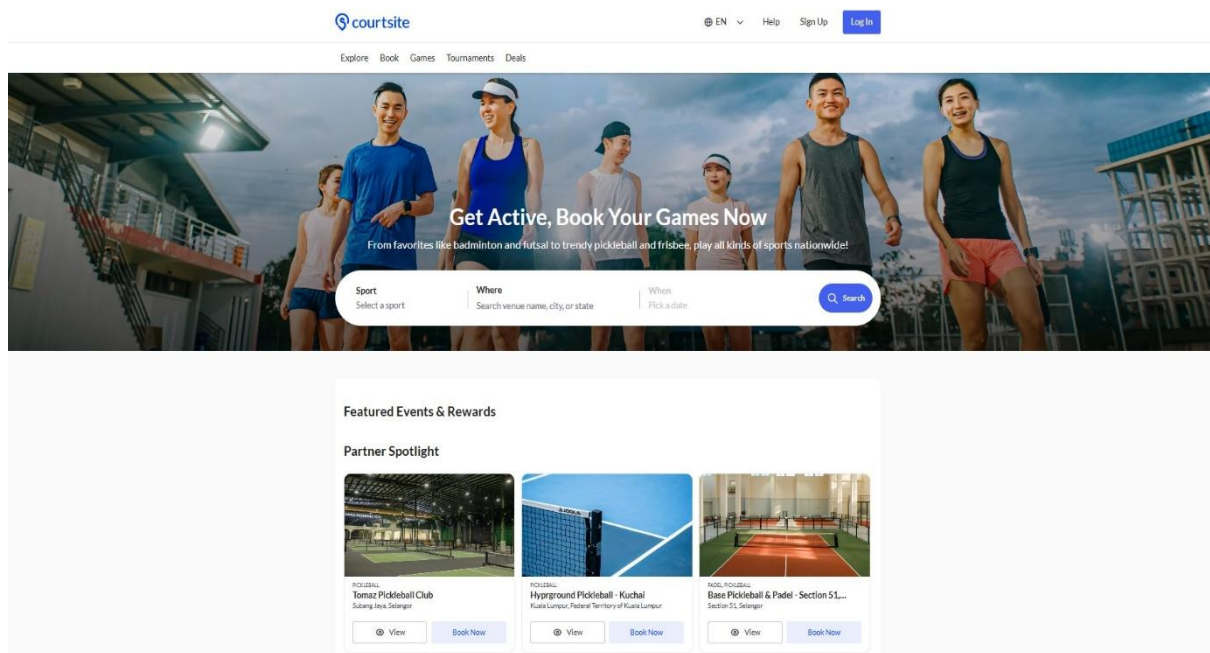 courtsite
EN
Help
Sign Up
Log In
Explore
Book
Games
Tournaments
Deals
Get Active, Book Your Games Now
From favorites like badminton and futsal to trendy pickleball and frisbee, play all kinds of sports nationwide!
Sport
Select a sport
Where
Search venue name, city, or state
When
Pick a date
Search
Featured Events & Rewards
Partner Spotlight
JOOLA
PICKLEBALL
Tomaz Pickleball Club
Subang Jaya, Selangor
View
Book Now
PICKLEBALL
Hyprground Pickleball - Kuchai
Kuala Lumpur, Federal Territory of Kuala Lumpur
View
Book Now
PADEL, PICKLEBALL
Base Pickleball & Padel - Section 51,...
Section 51, Selangor
View
Book Now